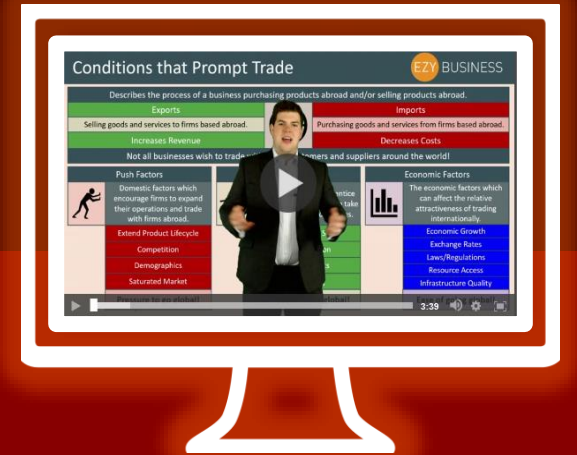 Conditions that Prompt Trade
EZY BUSINESS
Describes the process of a business purchasing products abroad and/or selling products abroad.
Exports
Imports
Selling goods and services to firms based abroad.
Purchasing goods and services from firms based abroad.
Increases Revenue
Decreases Costs
Not all businesses wish to trade omers and suppliers around the world!
Push Factors
Domestic factors which
encourage firms to expand
their operations and trade
with firms abroad.
Extend Product Lifecycle
Competition
Demographics
Saturated Market
Economic Factors
The economic factors which
can affect the relative
attractiveness of trading
internationally.
Economic Growth
Exchange Rates
Laws/Regulations
Resource Access
Infrastructure Quality
3:39